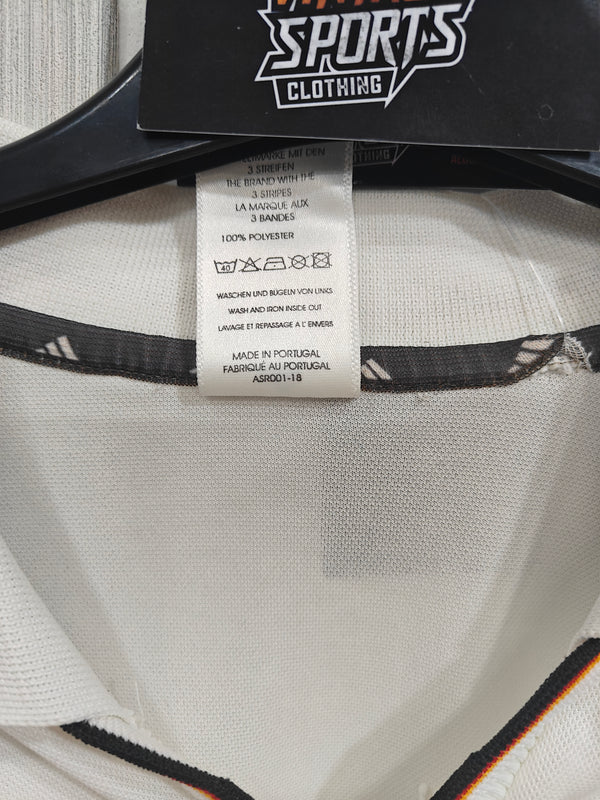 SPORTS
CLOTHING
CLOTHING
3 STREIFEN
THE BRAND WITH THE
3 STRIPES
LA MARQUE AUX
3 BANDES
100% POLYESTER
40
WASCHEN UND BÜGELN VON LINKS
WASH AND IRON INSIDE OUT
LAVAGE ET REPASSAGE A L' ENVERS
MADE IN PORTUGAL
FABRIQUÉ AU PORTUGAL
ASR001-18